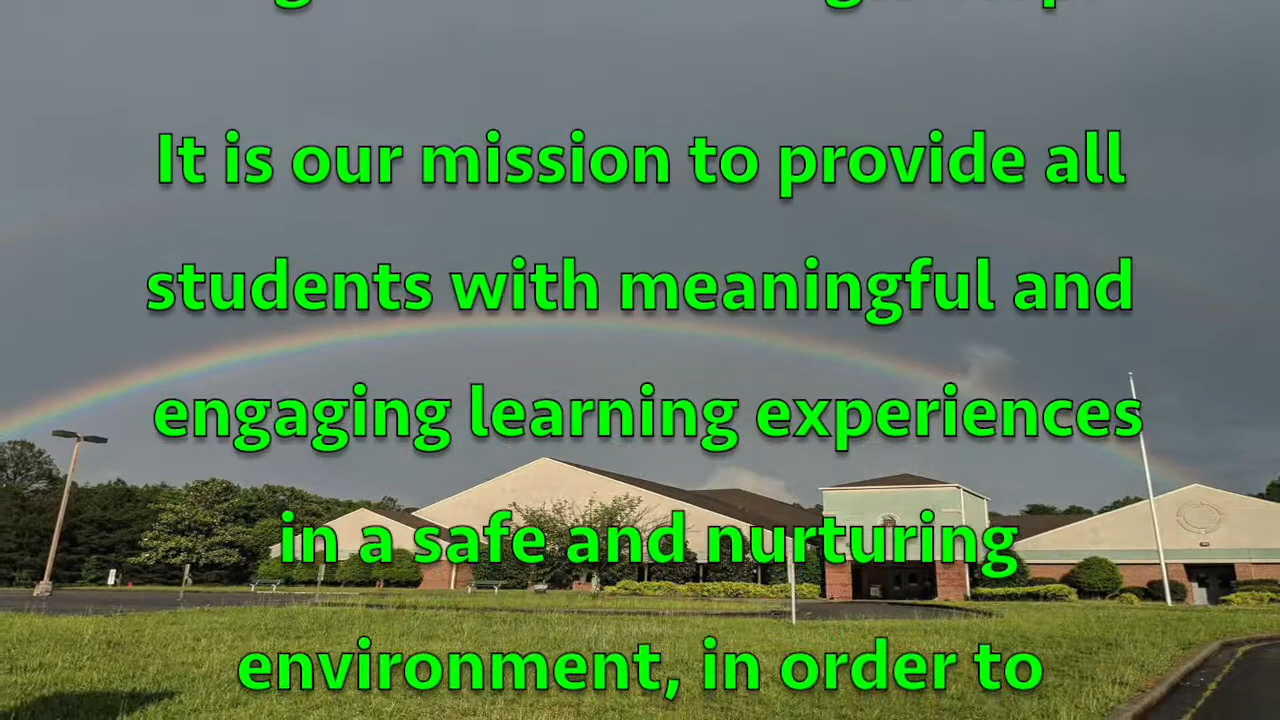 It is our mission to provide all
students with meaningful and
engaging learning experiences
in a safe and nurturing
environment, in order to